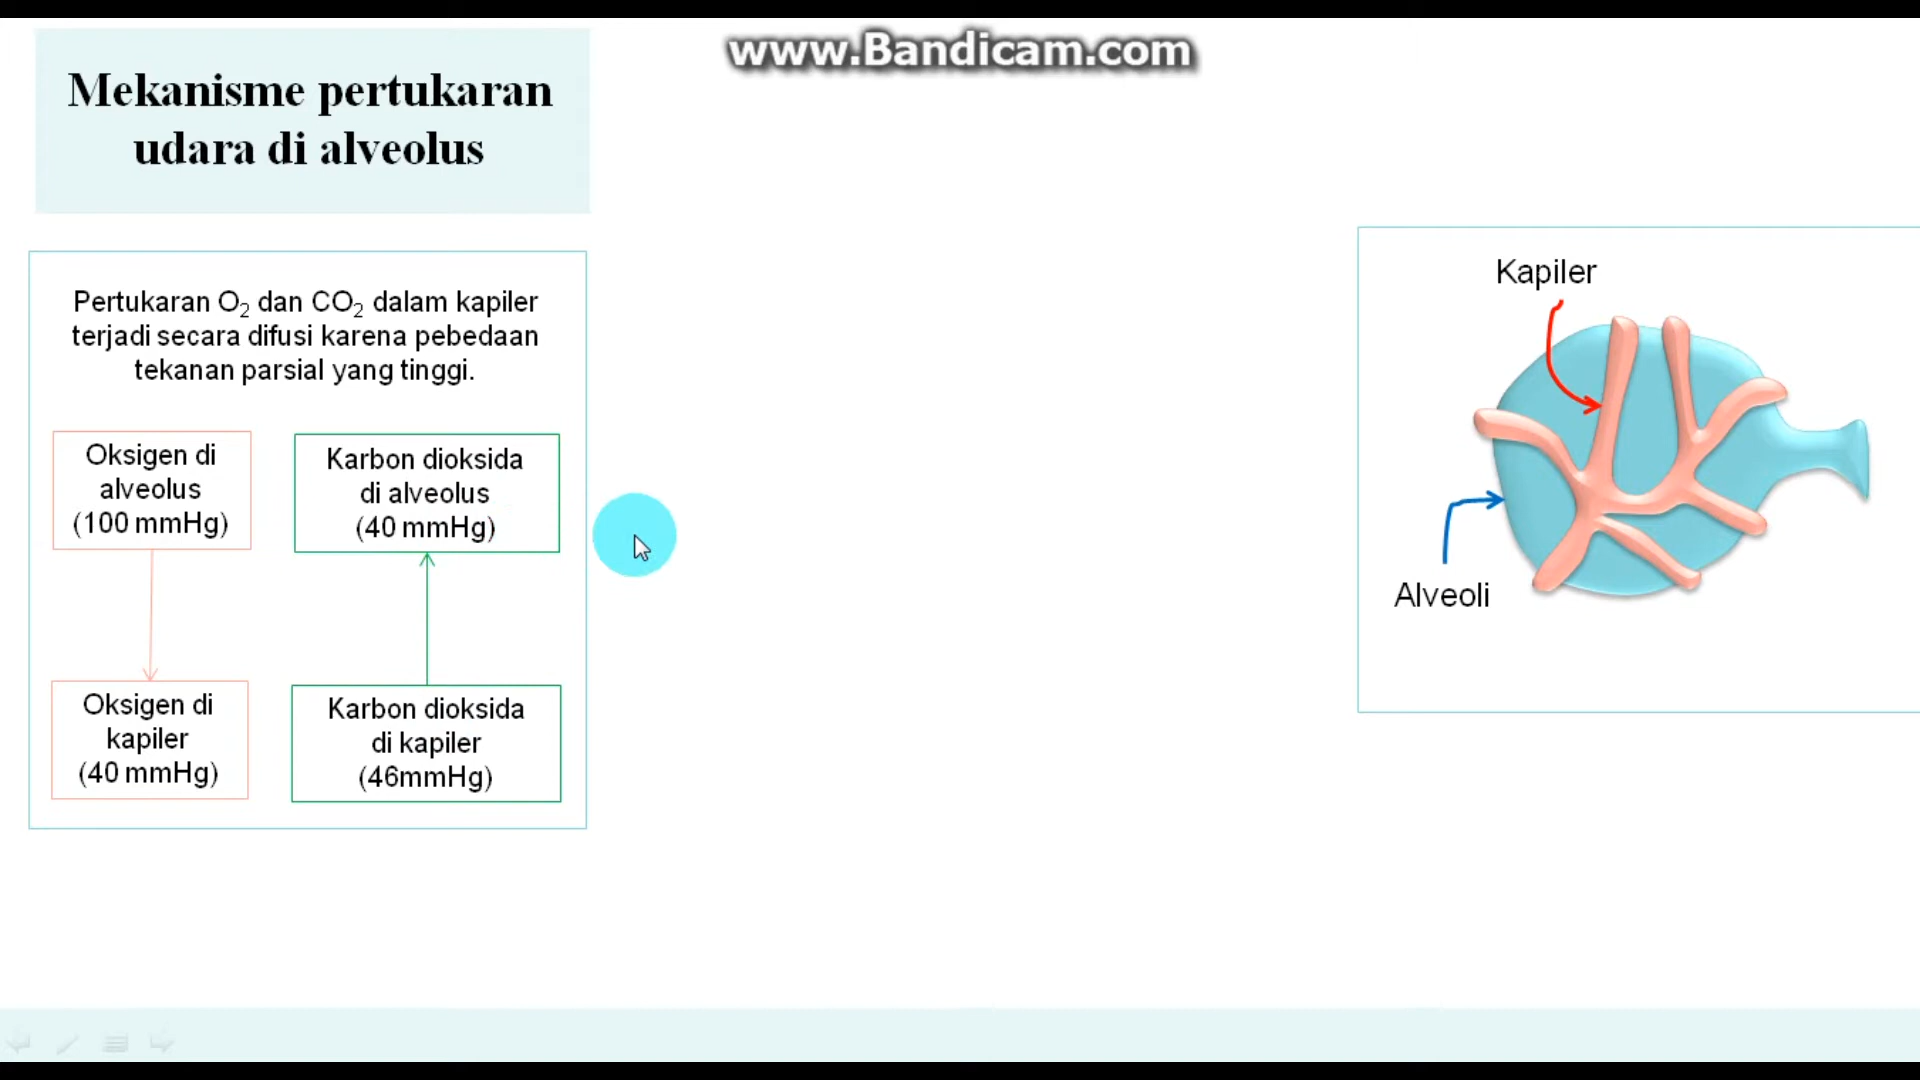 www.Bandicam.com
Mekanisme pertukaran
udara di alveolus
Pertukaran O₂ dan CO₂ dalam kapiler
terjadi secara difusi karena pebedaan
tekanan parsial yang tinggi.
Oksigen di
alveolus
(100 mmHg)
Karbon dioksida
di alveolus
(40 mmHg)
Oksigen di
kapiler
(40 mmHg)
Karbon dioksida
di kapiler
(46mmHg)
Kapiler
Alveoli